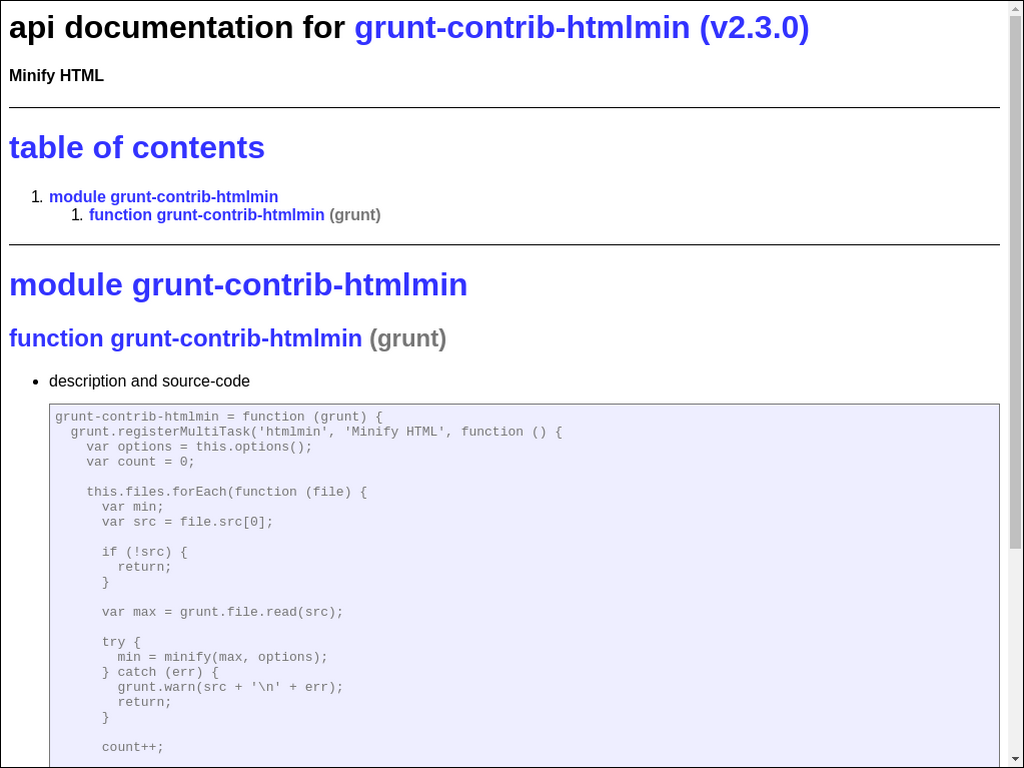 api documentation for grunt-contrib-htmlmin (v2.3.0)
Minify HTML
table of contents
1. module grunt-contrib-htmlmin
1. function grunt-contrib-htmlmin (grunt)
module grunt-contrib-htmlmin
function grunt-contrib-htmlmin (grunt)
• description and source-code
grunt-contrib-htmlmin = function (grunt) {
  grunt.registerMultiTask('htmlmin', 'Minify HTML', function () {
    var options = this.options();
    var count = 0;

    this.files.forEach(function (file) {
      var min;
      var src = file.src[0];

      if (!src) {
        return;
      }

      var max = grunt.file.read(src);

      try {
        min = minify(max, options);
      } catch (err) {
        grunt.warn(src + '\n' + err);
        return;
      }

      count++;